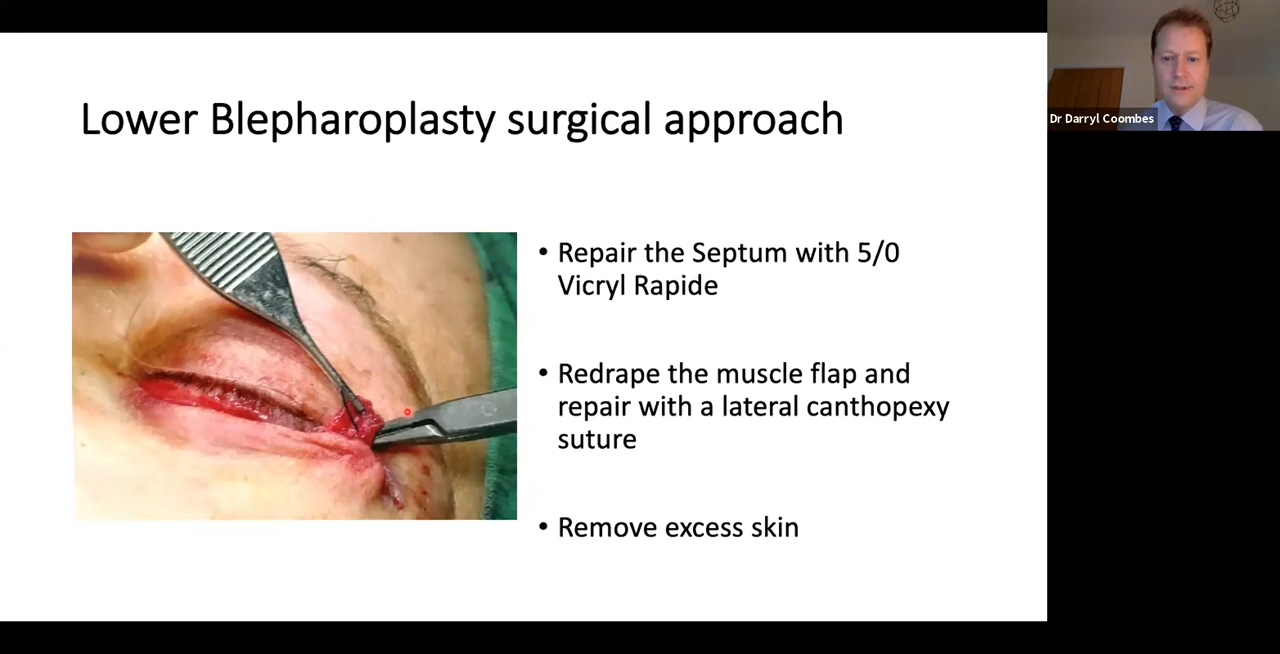 Lower Blepharoplasty surgical approach
Dr Darryl Coombes
• Repair the Septum with 5/0
Vicryl Rapide
• Redrape the muscle flap and
repair with a lateral canthopexy
suture
• Remove excess skin